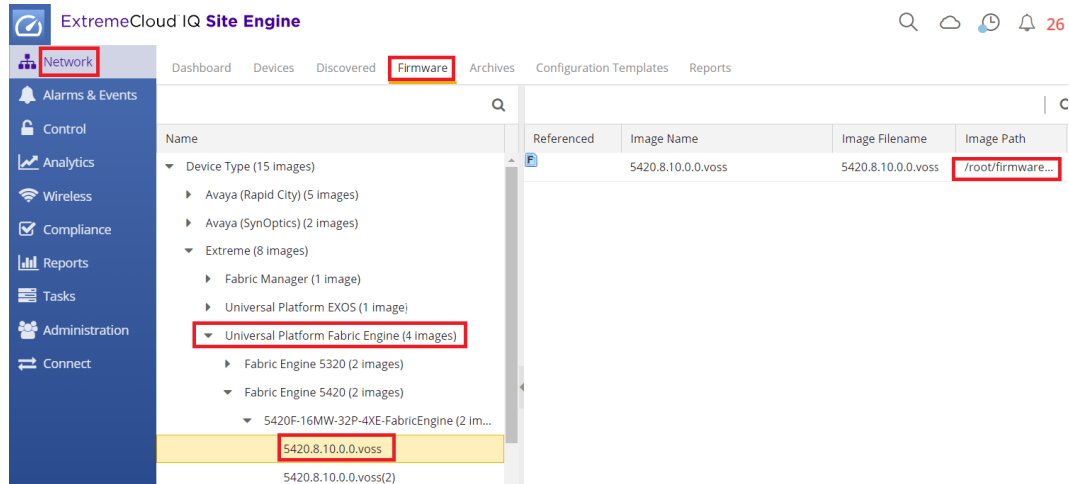 ExtremeCloud IQ Site Engine
26
Network
Alarms & Events
Control
Analytics
Wireless
Compliance
Reports
Tasks
Administration
Connect
Dashboard Devices Discovered Firmware Archives Configuration Templates Reports
Name
Device Type (15 images)
Avaya (Rapid City) (5 images)
Avaya (SynOptics) (2 images)
Extreme (8 images)
Fabric Manager (1 image)
Universal Platform EXOS (1 image)
Universal Platform Fabric Engine (4 images)
Fabric Engine 5320 (2 images)
Fabric Engine 5420 (2 images)
5420F-16MW-32P-4XE-FabricEngine (2 im...
5420.8.10.0.0.voss
5420.8.10.0.0.voss(2)
Referenced Image Name Image Filename Image Path
F 5420.8.10.0.0.voss 5420.8.10.0.0.voss /root/firmware...